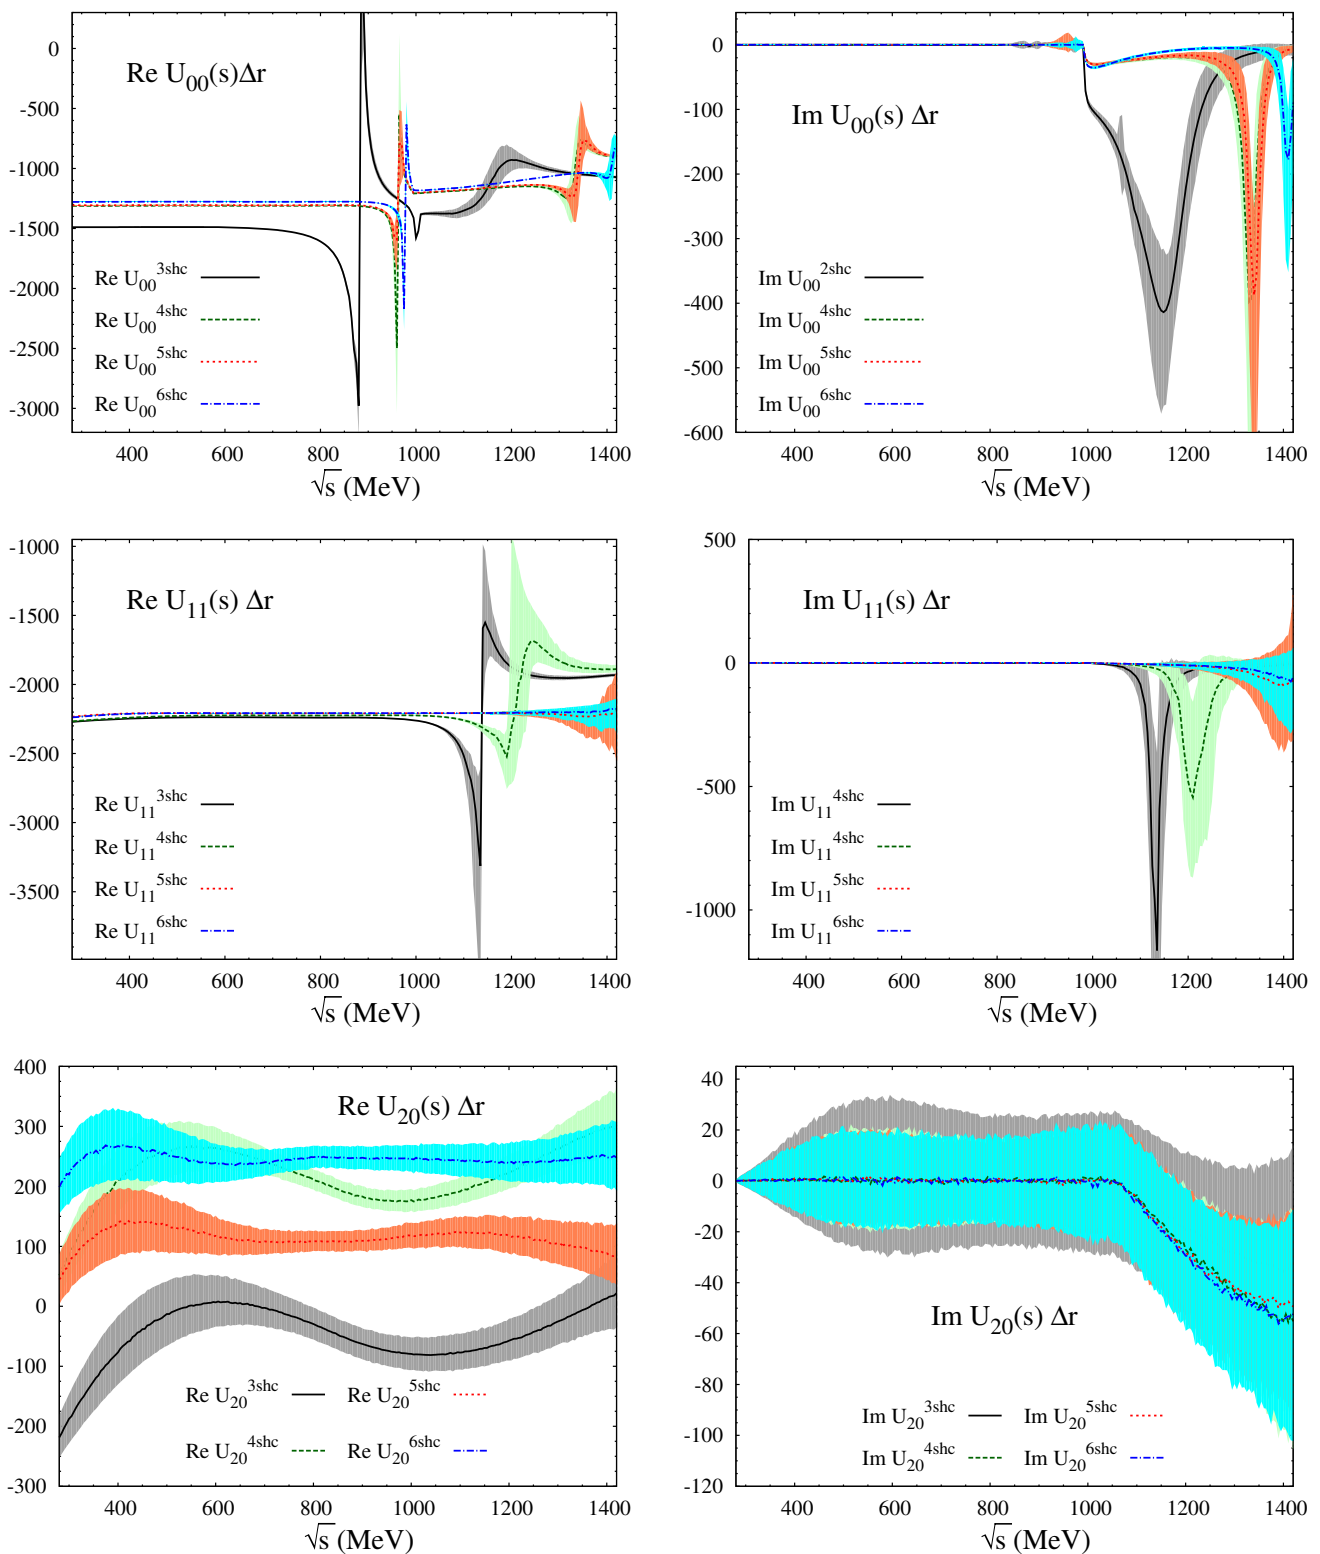 Re U00(s)Δr
0
-500
-1000
-1500
-2000
-2500
-3000
Re U00 3shc
Re U00 4shc
Re U00 5shc
Re U00 6shc
400 600 800 1000 1200 1400
√s (MeV)
Im U00(s) Δr
0
-100
-200
-300
-400
-500
-600
Im U00 2shc
Im U00 4shc
Im U00 5shc
Im U00 6shc
400 600 800 1000 1200 1400
√s (MeV)
Re U11(s) Δr
-1000
-1500
-2000
-2500
-3000
-3500
Re U11 3shc
Re U11 4shc
Re U11 5shc
Re U11 6shc
400 600 800 1000 1200 1400
√s (MeV)
Im U11(s) Δr
500
0
-500
-1000
Im U11 4shc
Im U11 4shc
Im U11 5shc
Im U11 6shc
400 600 800 1000 1200 1400
√s (MeV)
Re U20(s) Δr
400
300
200
100
0
-100
-200
-300
Re U20 3shc Re U20 5shc
Re U20 4shc Re U20 6shc
400 600 800 1000 1200 1400
√s (MeV)
Im U20(s) Δr
40
20
0
-20
-40
-60
-80
-100
-120
Im U20 3shc Im U20 5shc
Im U20 4shc Im U20 6shc
400 600 800 1000 1200 1400
√s (MeV)